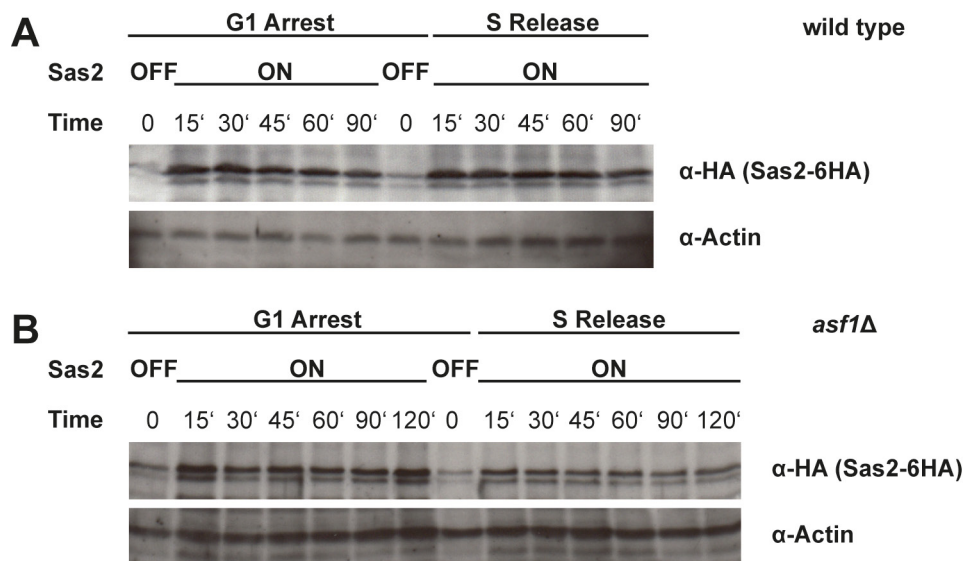 A
G1 Arrest S Release wild type
Sas2 OFF ON OFF ON
Time 0 15‘ 30‘ 45‘ 60‘ 90‘ 0 15‘ 30‘ 45‘ 60‘ 90‘
α-HA (Sas2-6HA)
α-Actin
B
G1 Arrest S Release asf1Δ
Sas2 OFF ON OFF ON
Time 0 15‘ 30‘ 45‘ 60‘ 90‘ 120‘ 0 15‘ 30‘ 45‘ 60‘ 90‘ 120‘
α-HA (Sas2-6HA)
α-Actin